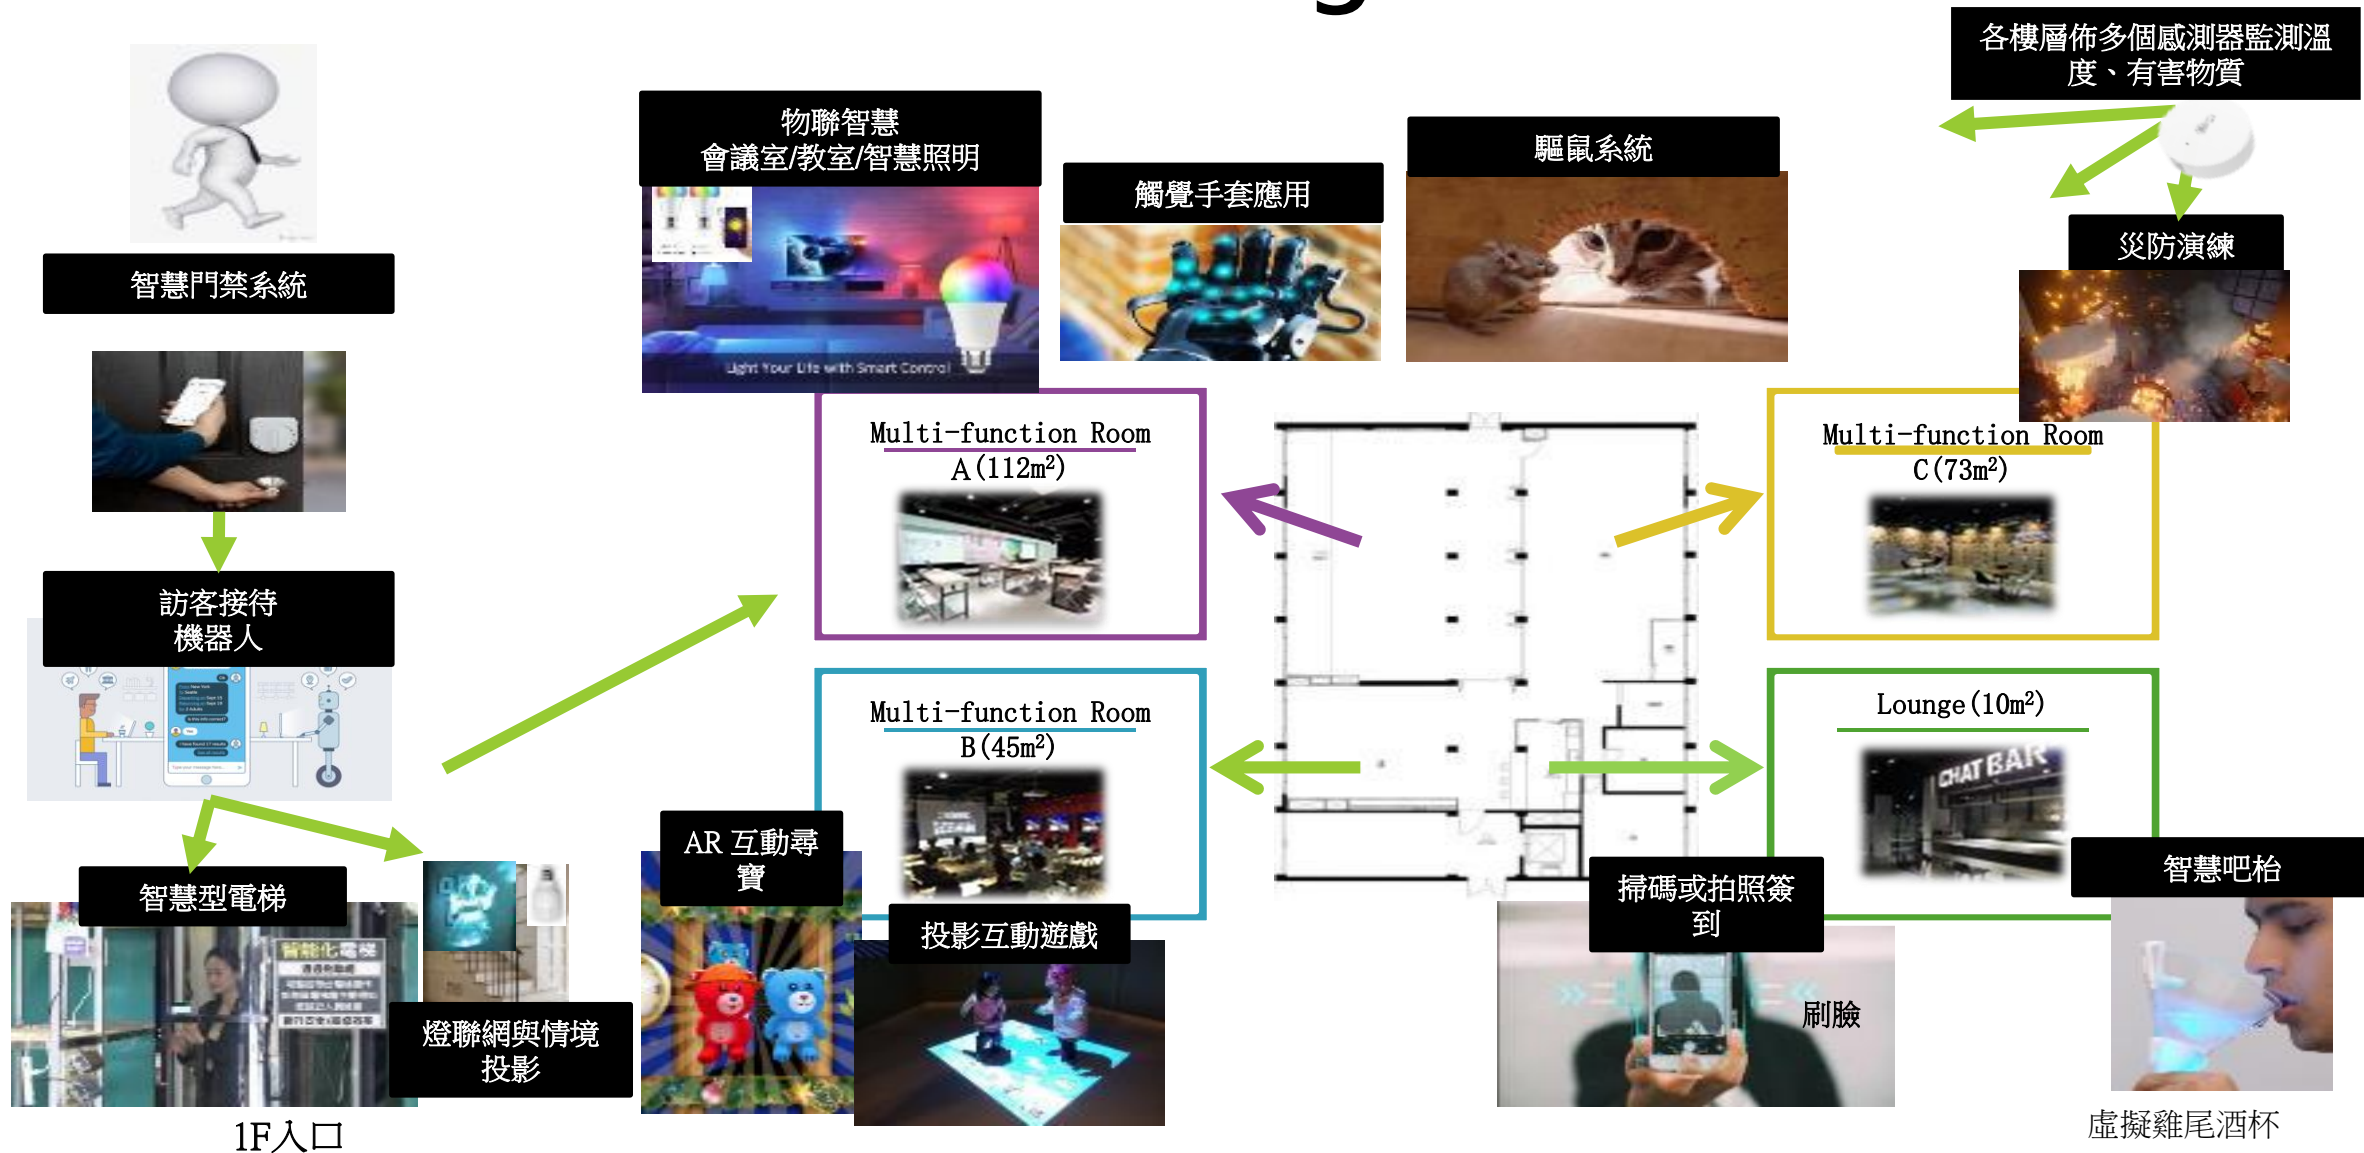 各樓層佈多個感測器監測溫
度、有害物質
物聯智慧
會議室/教室/智慧照明
觸覺手套應用
驅鼠系統
災防演練
智慧門禁系統
Light Your Life with Smart Control
Multi-function Room
A(112m²)
Multi-function Room
C(73m²)
訪客接待
機器人
Multi-function Room
B(45m²)
Lounge(10m²)
CHAT BAR
AR 互動尋
寶
智慧型電梯
智能化電梯
投影互動遊戲
掃碼或拍照簽
到
智慧吧枱
刷臉
燈聯網與情境
投影
1F入口
虛擬雞尾酒杯